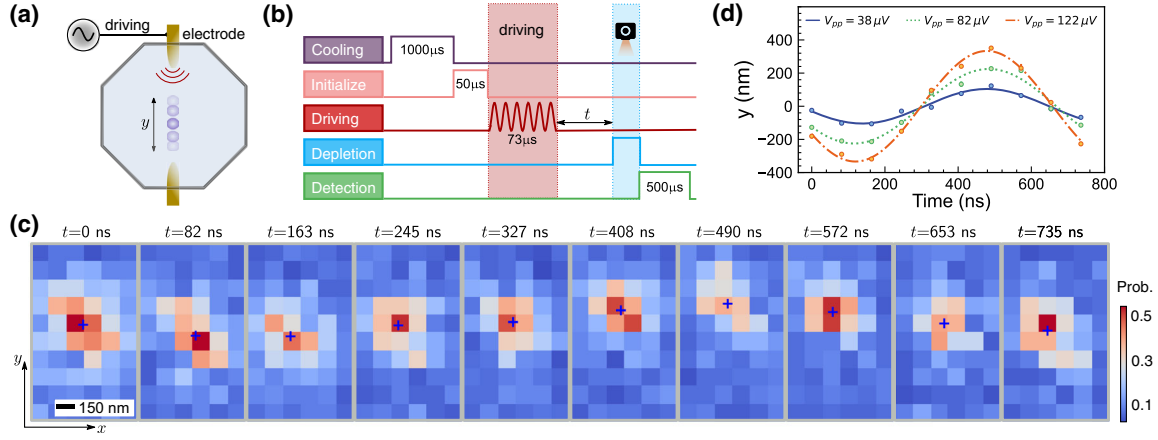 (a)
driving
electrode
y
(b)
driving
Cooling
1000μs
Initialize
50μs
Driving
73μs
t
Depletion
Detection
500μs
(d)
V_pp = 38 μV
V_pp = 82 μV
V_pp = 122 μV
y (nm)
400
200
0
−200
−400
0
200
400
600
800
Time (ns)
(c)
t=0 ns
t=82 ns
t=163 ns
t=245 ns
t=327 ns
t=408 ns
t=490 ns
t=572 ns
t=653 ns
t=735 ns
y
x
150 nm
Prob.
0.5
0.3
0.1